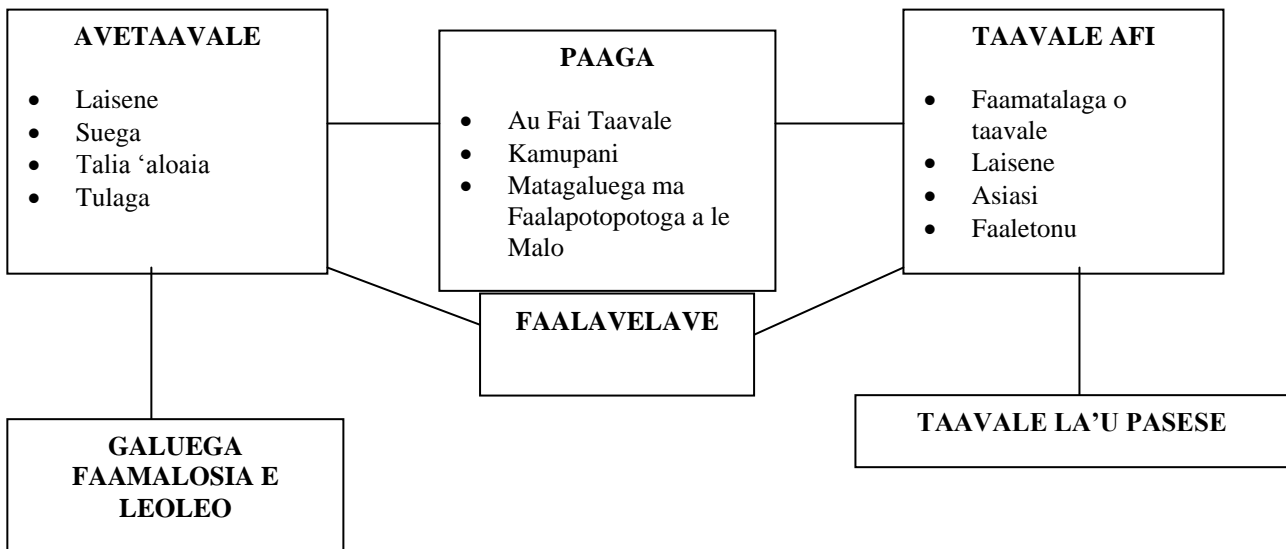 AVETAAVALE
• Laisene
• Suega
• Talia ‘aloaia
• Tulaga
PAAGA
• Au Fai Taavale
• Kamupani
• Matagaluega ma
Faalapotopotoga a le
Malo
TAAVALE AFI
• Faamatalaga o
taavale
• Laisene
• Asiasi
• Faaletonu
FAALAVELAVE
GALUEGA
FAAMALOSIA E
LEOLEO
TAAVALE LA’U PASESE